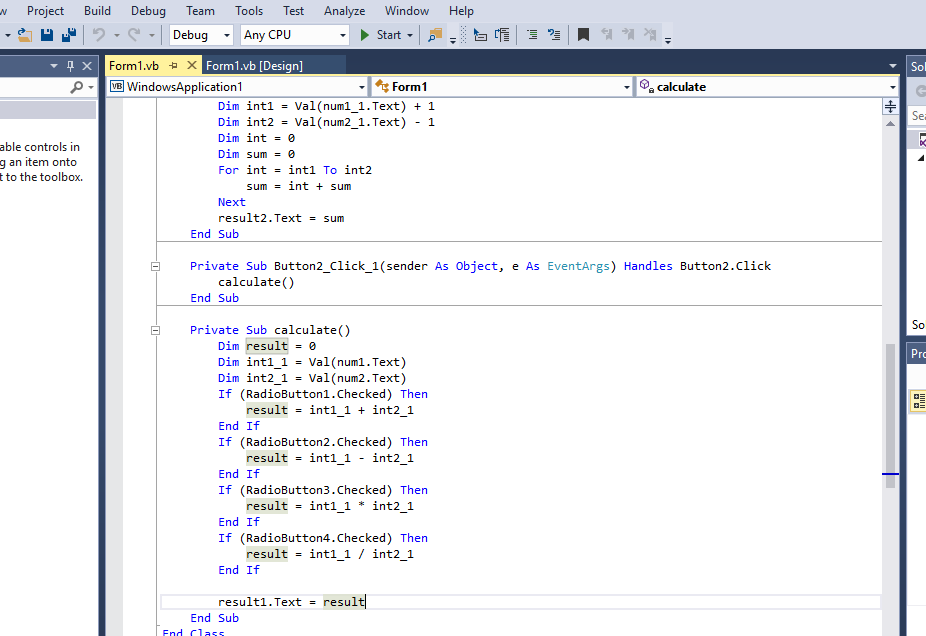 w Project Build Debug Team Tools Test Analyze Window Help
Debug Any CPU Start
Form1.vb Form1.vb [Design] Sol
VB WindowsApplication1 Form1 calculate
Sea
able controls in
g an item onto
t to the toolbox.
Dim int1 = Val(num1_1.Text) + 1
Dim int2 = Val(num2_1.Text) - 1
Dim int = 0
Dim sum = 0
For int = int1 To int2
sum = int + sum
Next
result2.Text = sum
End Sub
Private Sub Button2_Click_1(sender As Object, e As EventArgs) Handles Button2.Click
calculate()
End Sub
So
Private Sub calculate()
Pro
Dim result = 0
Dim int1_1 = Val(num1.Text)
Dim int2_1 = Val(num2.Text)
If (RadioButton1.Checked) Then
result = int1_1 + int2_1
End If
If (RadioButton2.Checked) Then
result = int1_1 - int2_1
End If
If (RadioButton3.Checked) Then
result = int1_1 * int2_1
End If
If (RadioButton4.Checked) Then
result = int1_1 / int2_1
End If
result1.Text = result
End Sub
End Class